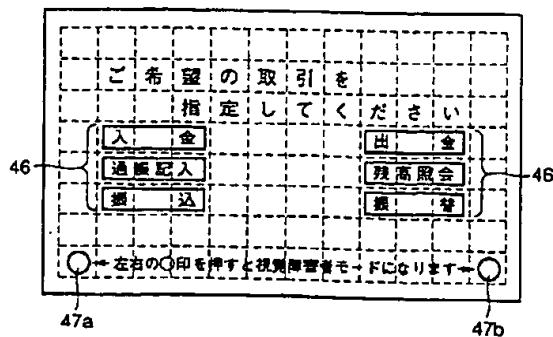 ご希望の取引を
指定してください
入金 出金
46 通帳記入 残高照会 46
振込 振替
← 左右の○印を押すと視覚障害者モードになります →
47a 47b